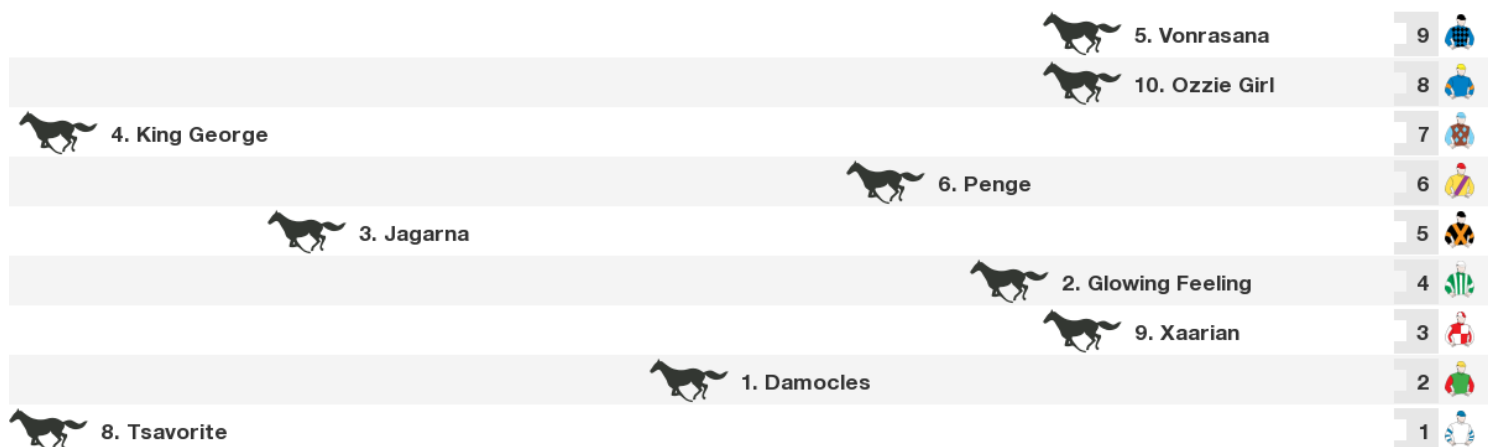 5. Vonrasana 9
10. Ozzie Girl 8
4. King George 7
6. Penge 6
3. Jagarna 5
2. Glowing Feeling 4
9. Xaarian 3
1. Damocles 2
8. Tsavorite 1